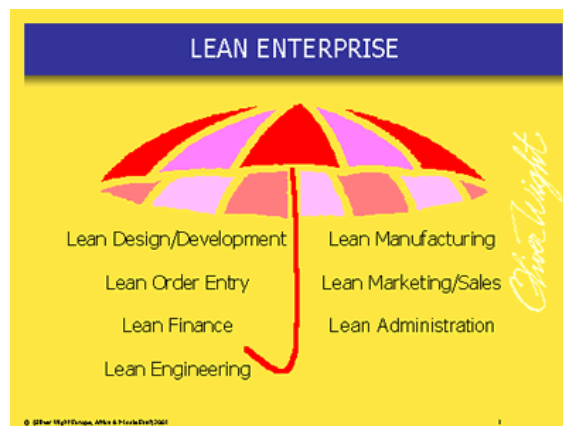 LEAN ENTERPRISE
Lean Design/Development
Lean Manufacturing
Lean Order Entry
Lean Marketing/Sales
Lean Finance
Lean Administration
Lean Engineering
Oliver Wight
1